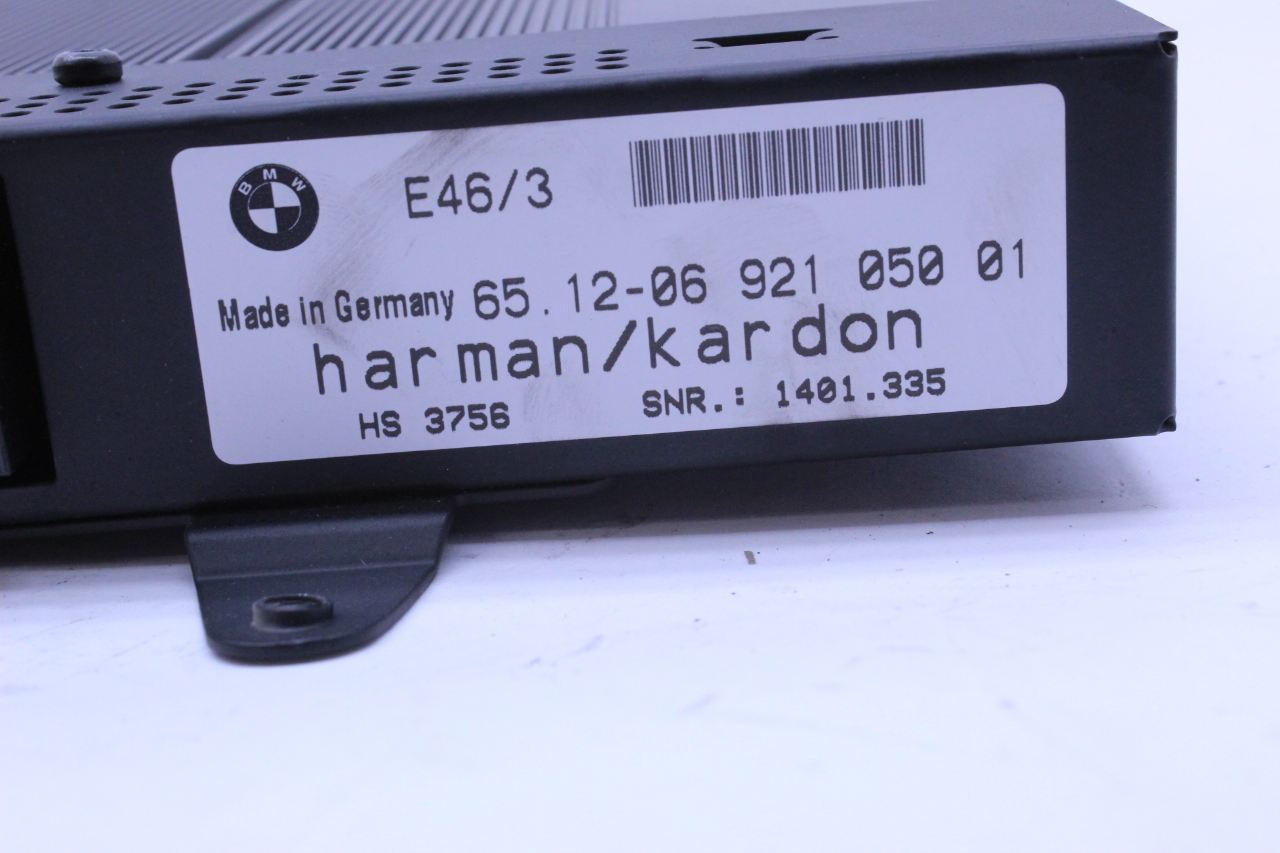 BMW
E46/3
Made in Germany 65.12-06 921 050 01
harman/kardon
HS 3756 SNR.: 1401.335